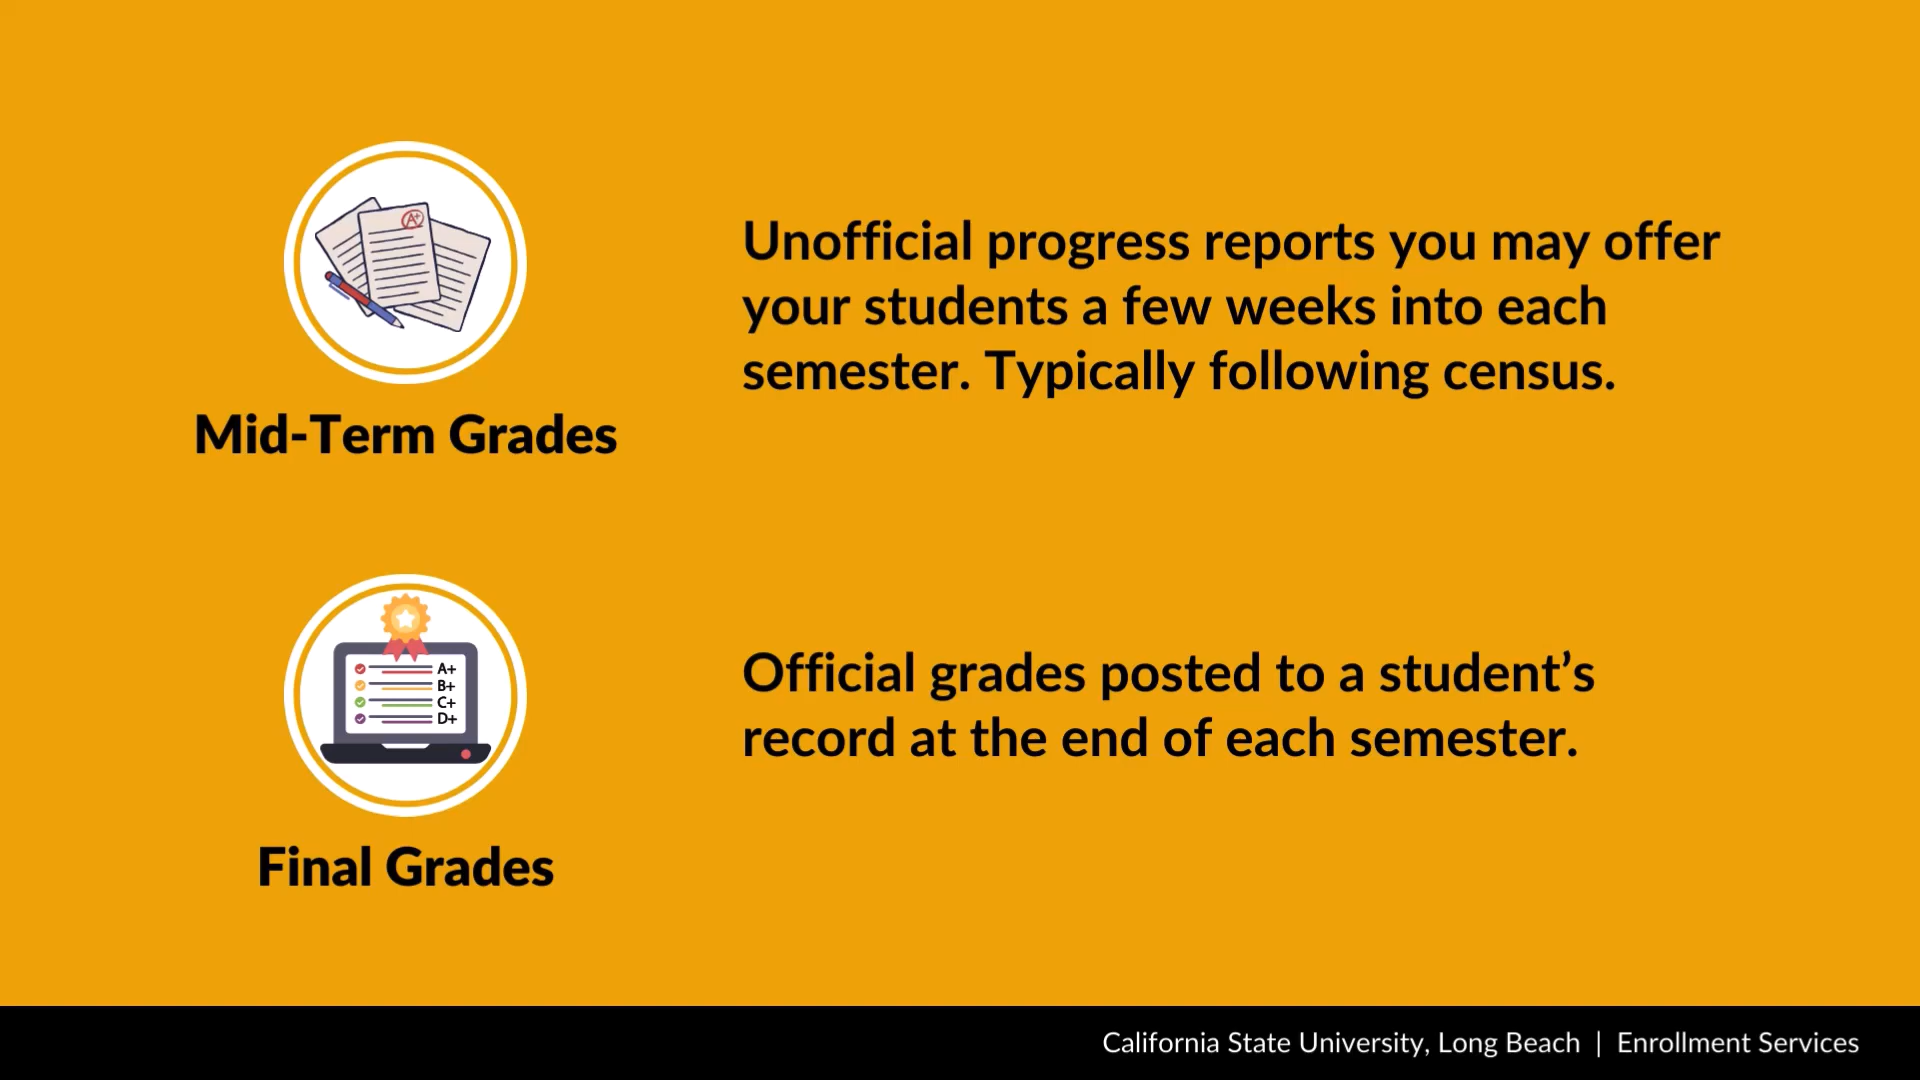 A+
Mid-Term Grades
Unofficial progress reports you may offer
your students a few weeks into each
semester. Typically following census.
A+
B+
C+
D+
Final Grades
Official grades posted to a student’s
record at the end of each semester.
California State University, Long Beach | Enrollment Services